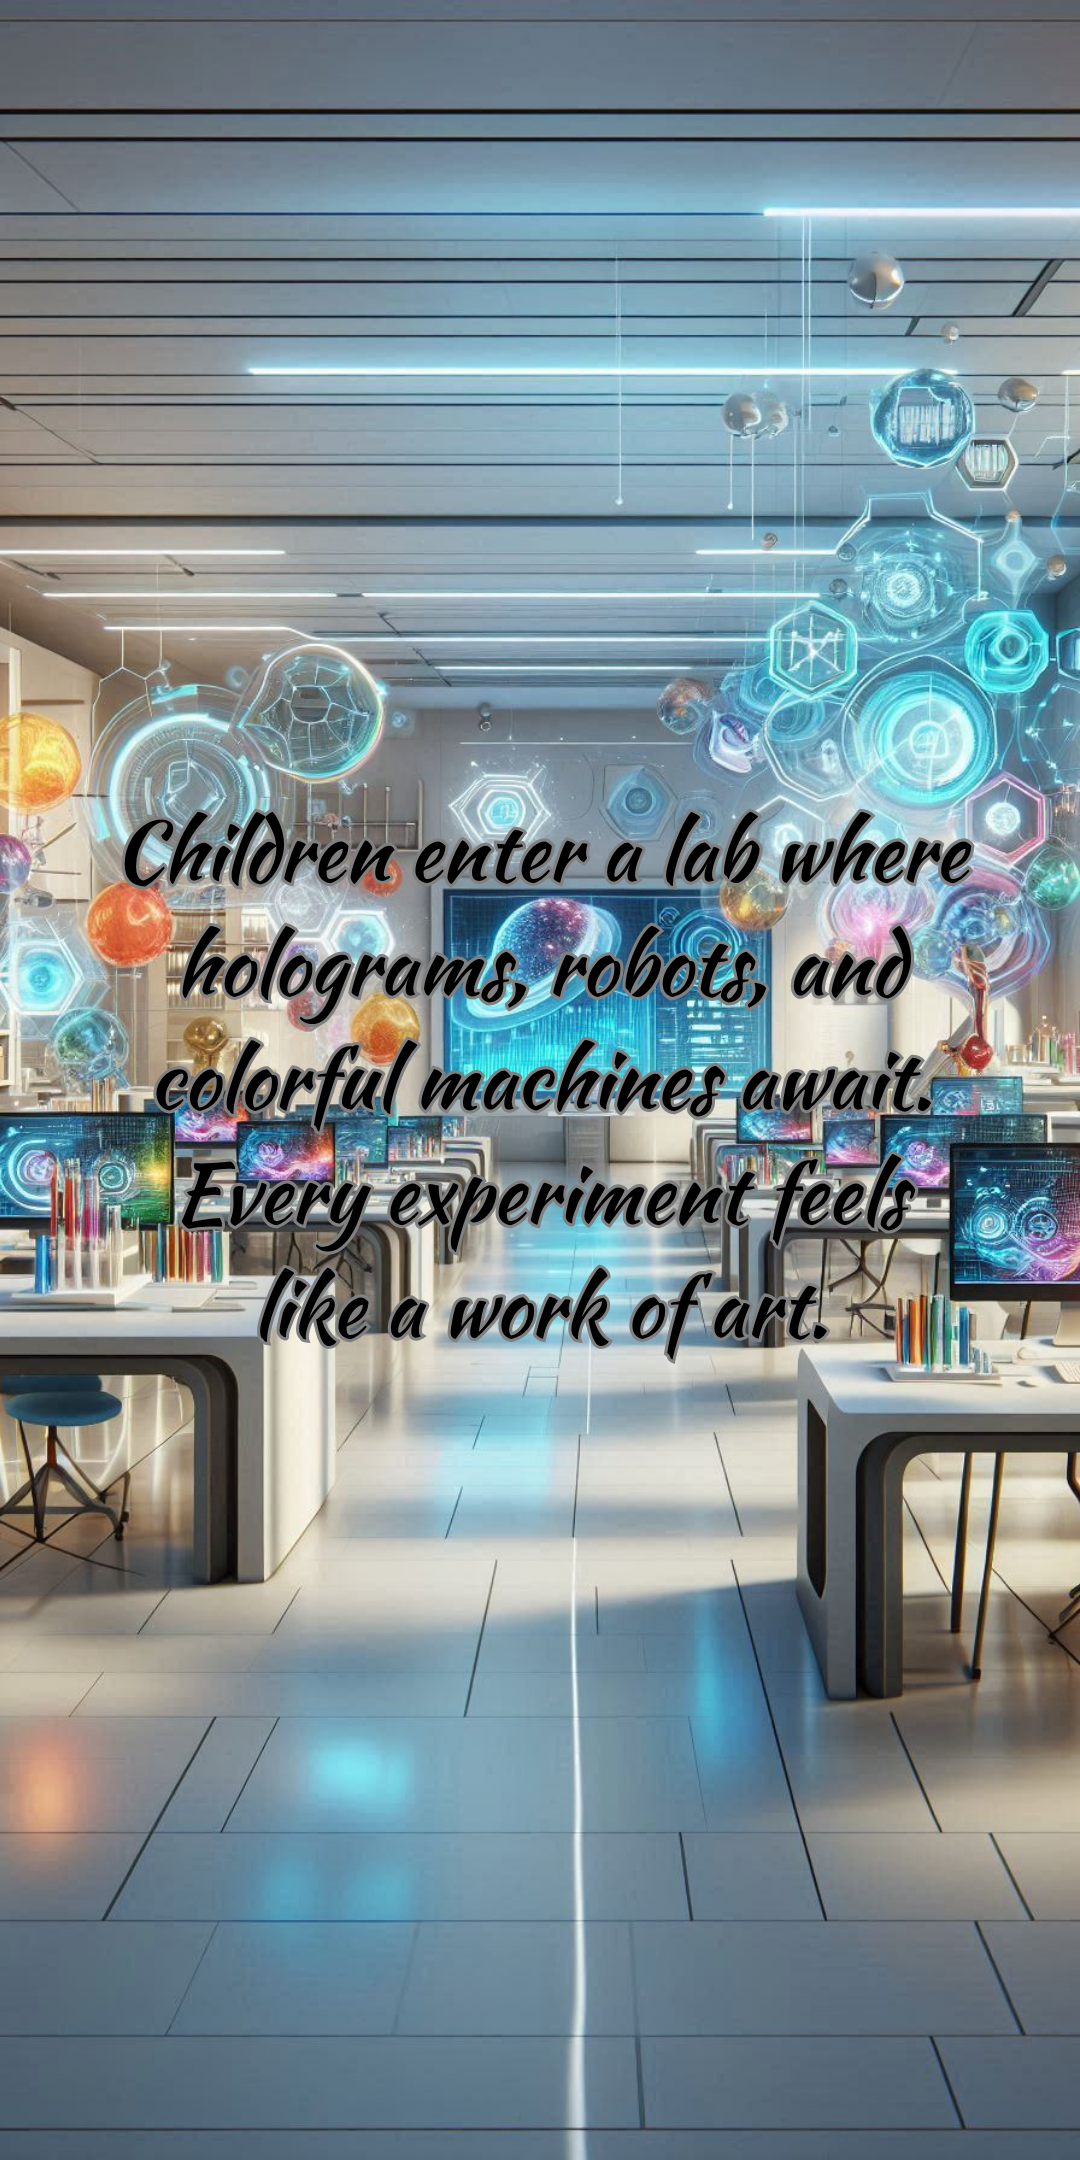 Children enter a lab where
holograms, robots, and
colorful machines await.
Every experiment feels
like a work of art.